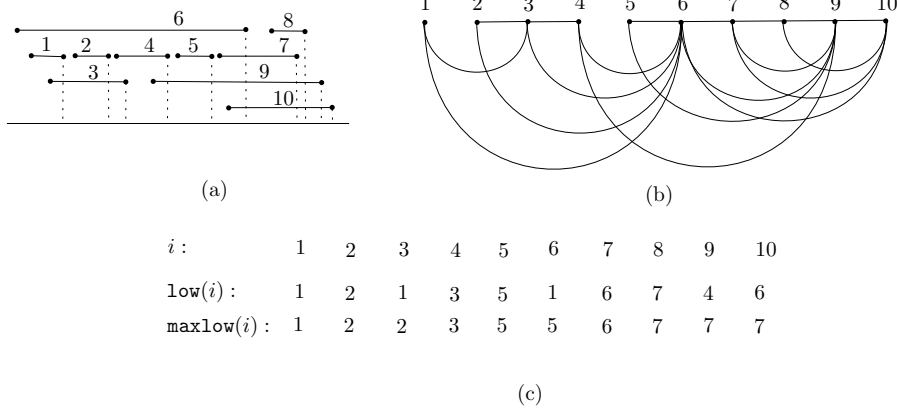 6 8
1 2 4 5 7
3 9
10
(a)
1 2 3 4 5 6 7 8 9 10
(b)
i : 1 2 3 4 5 6 7 8 9 10
low(i) : 1 2 1 3 5 1 6 7 4 6
maxlow(i) : 1 2 2 3 5 5 6 7 7 7
(c)